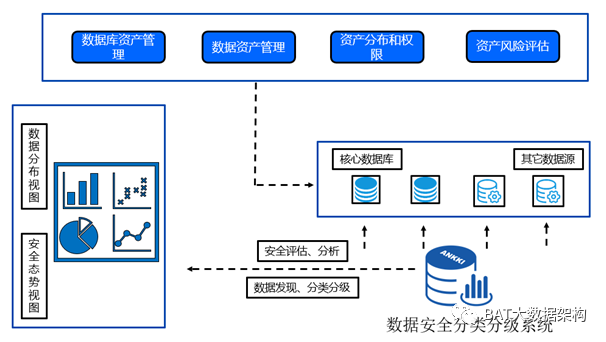 数据库资产管
理
数据资产管理
资产分布和权
限
资产风险评估
数据分布视图
安全态势视图
核心数据库
其它数据源
安全评估、分析
数据发现、分类分级
ANKKI
BAT大数据架构
数据安全分类分级系统